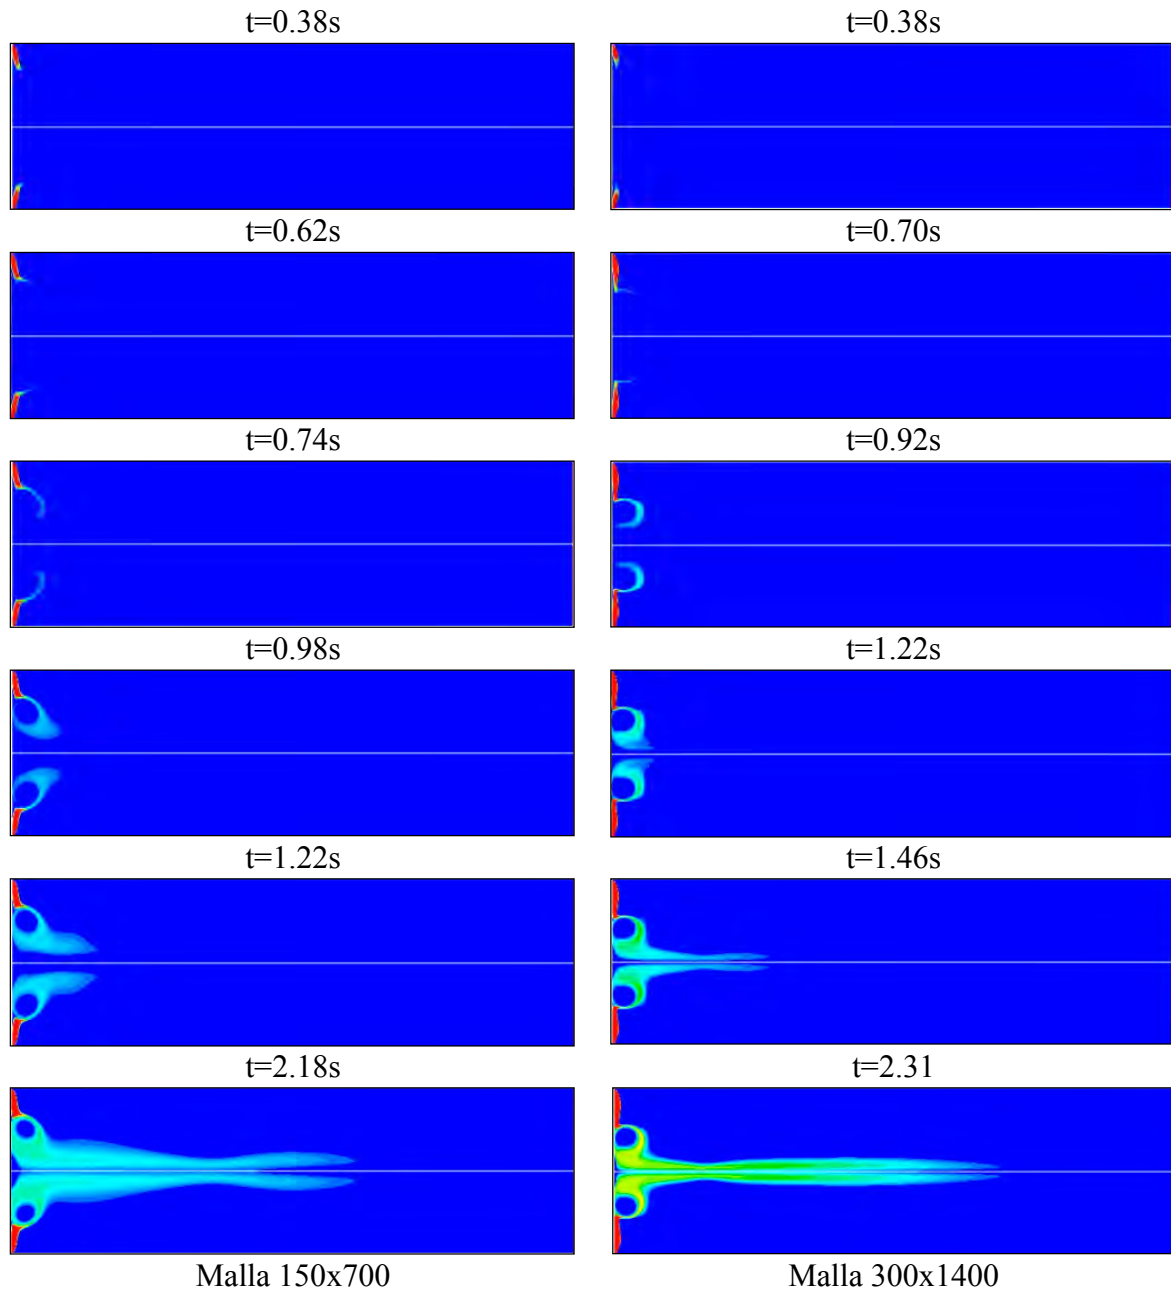 t=0.38s t=0.38s
t=0.62s t=0.70s
t=0.74s t=0.92s
t=0.98s t=1.22s
t=1.22s t=1.46s
t=2.18s t=2.31
Malla 150x700 Malla 300x1400